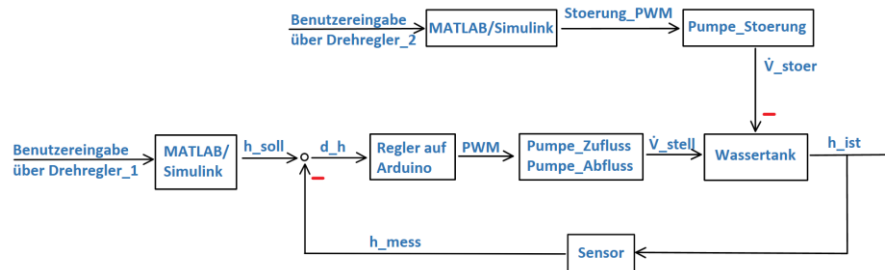 Benutzereingabe
über Drehregler_2
MATLAB/Simulink
Stoerung_PWM
Pumpe_Stoerung
V̇_stoer
Benutzereingabe
über Drehregler_1
MATLAB/
Simulink
h_soll
d_h
Regler auf
Arduino
PWM
Pumpe_Zufluss
Pumpe_Abfluss
V̇_stell
Wassertank
h_ist
h_mess
Sensor